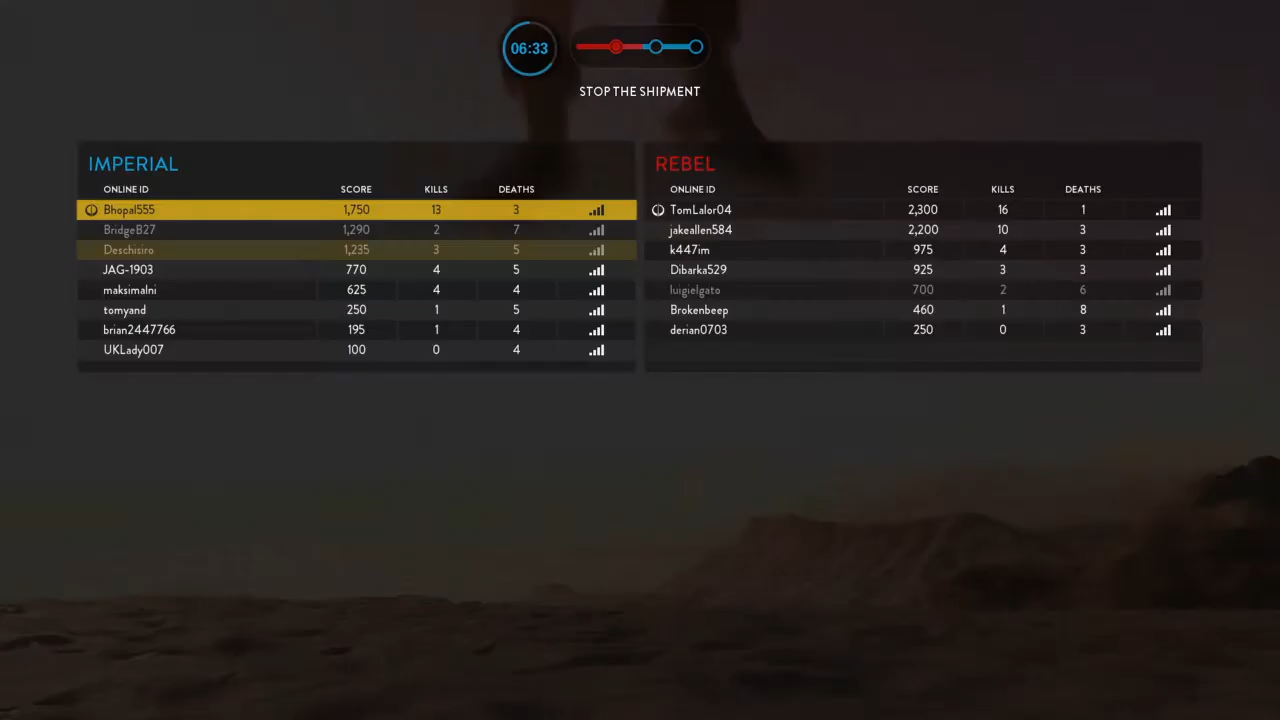 06:33
STOP THE SHIPMENT
IMPERIAL
ONLINE ID SCORE KILLS DEATHS
Bhopal555 1,750 13 3
BridgeB27 1,290 2 7
Deschisiro 1,235 3 5
JAG-1903 770 4 5
maksimalni 625 4 4
tomyand 250 1 5
brian2447766 195 1 4
UKLady007 100 0 4
REBEL
ONLINE ID SCORE KILLS DEATHS
TomLalor04 2,300 16 1
jakeallen584 2,200 10 3
k447im 975 4 3
Dibarka529 925 3 3
luigielgato 700 2 6
Brokenbeep 460 1 8
derian0703 250 0 3